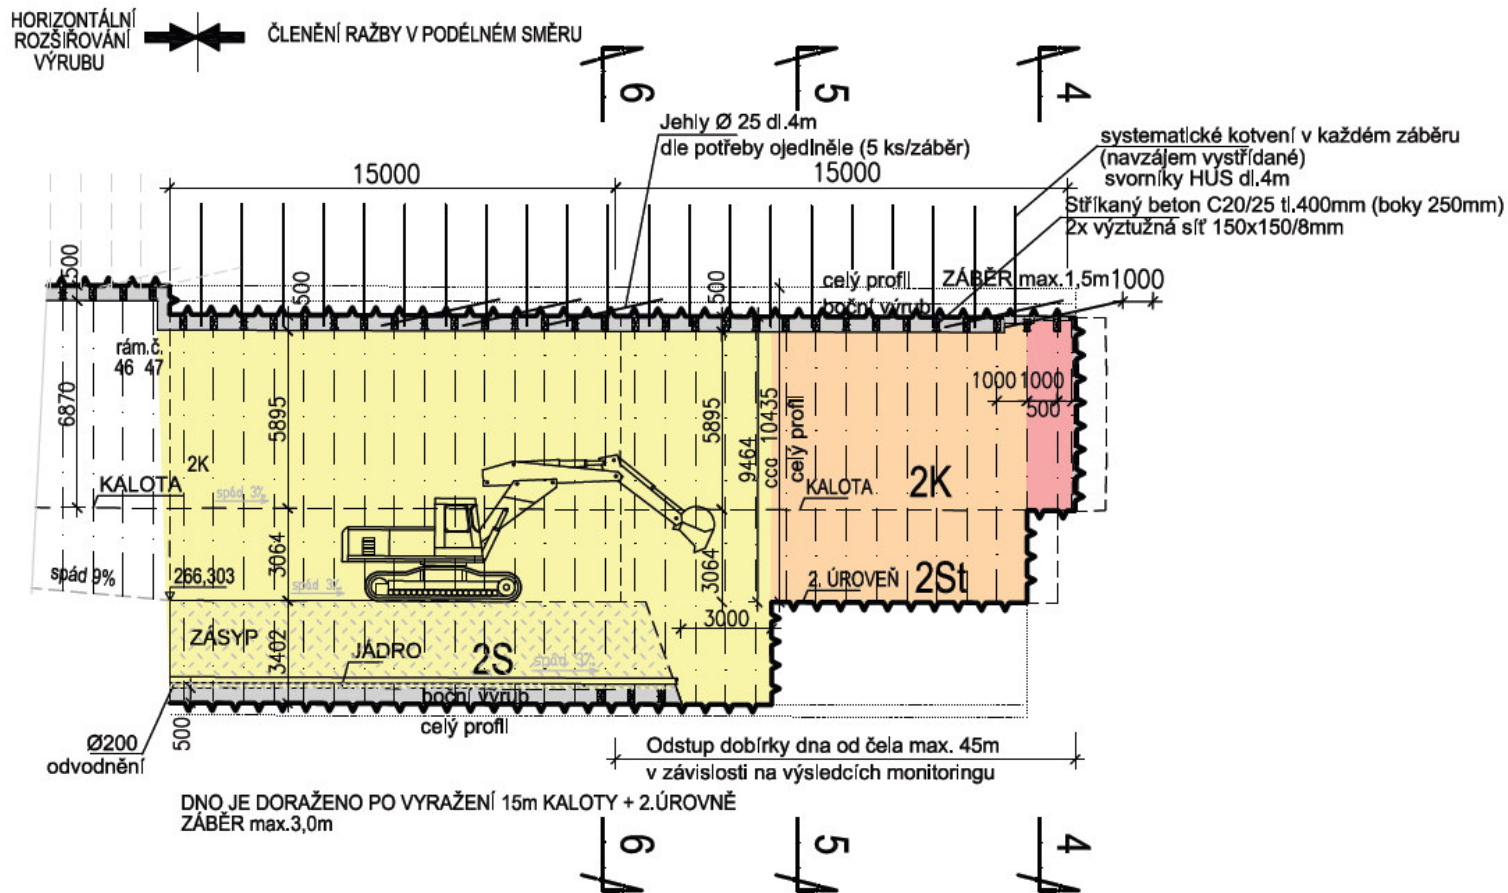 HORIZONTÁLNÍ
ROZŠIŘOVÁNÍ
VÝRUBU
ČLENĚNÍ RAŽBY V PODÉLNÉM SMĚRU
6
5
4
Jehly Ø 25 dl.4m
dle potřeby ojediněle (5 ks/záběr)
systematické kotvení v každém záběru
(navzájem vystřídané)
svorníky HUS dl.4m
Stříkaný beton C20/25 tl.400mm (boky 250mm)
2x výztužná síť 150x150/8mm
15000
15000
500
500
500
celý profil
ZÁBĚR max.1,5m
1000
boční výrub
rám.č.
46 47
6870
5895
5895
9464
cca 10435
celý profil
1000
1000
500
2K
KALOTA
spád 3%
KALOTA
2K
3064
3064
spád 9%
266,303
spád 3%
2. ÚROVEŇ
2St
3000
ZÁSYP
3402
JÁDRO
2S
spád 3%
boční výrub
celý profil
500
Ø200
odvodnění
Odstup dobírky dna od čela max. 45m
v závislosti na výsledcích monitoringu
DNO JE DORAŽENO PO VYRAŽENÍ 15m KALOTY + 2.ÚROVNĚ
ZÁBĚR max.3,0m
6
5
4